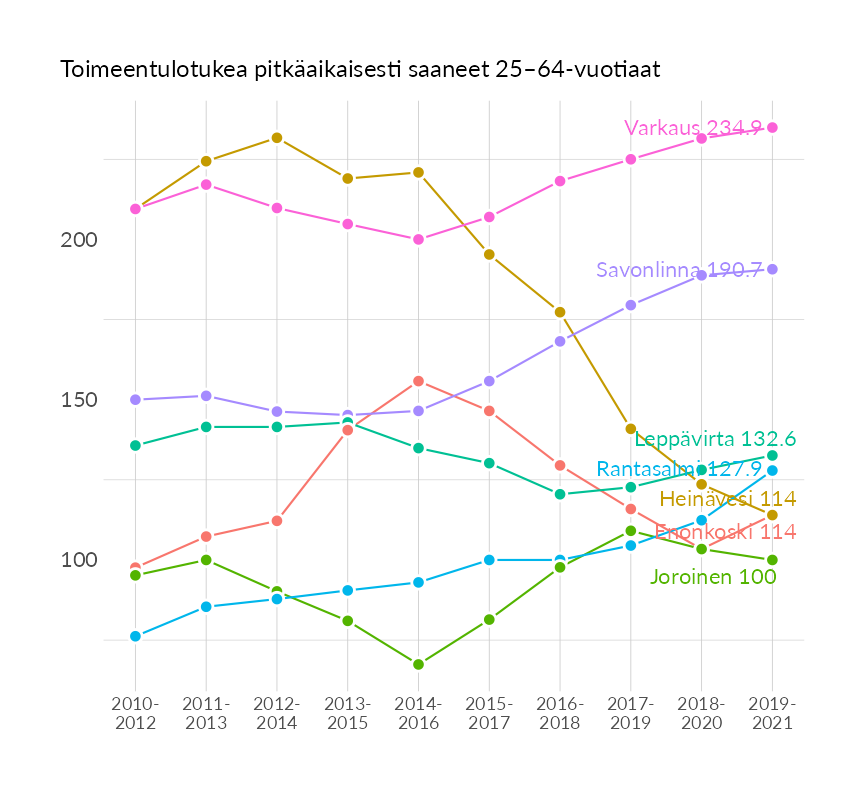 Toimeentulotukea pitkäaikaisesti saaneet 25–64-vuotiaat
Varkaus 234.9
200
Savonlinna 190.7
150
Leppävirta 132.6
Rantasalmi 127.9
Heinävesi 114
Enonkoski 114
100
Joroinen 100
2010- 2011- 2012- 2013- 2014- 2015- 2016- 2017- 2018- 2019-
2012 2013 2014 2015 2016 2017 2018 2019 2020 2021